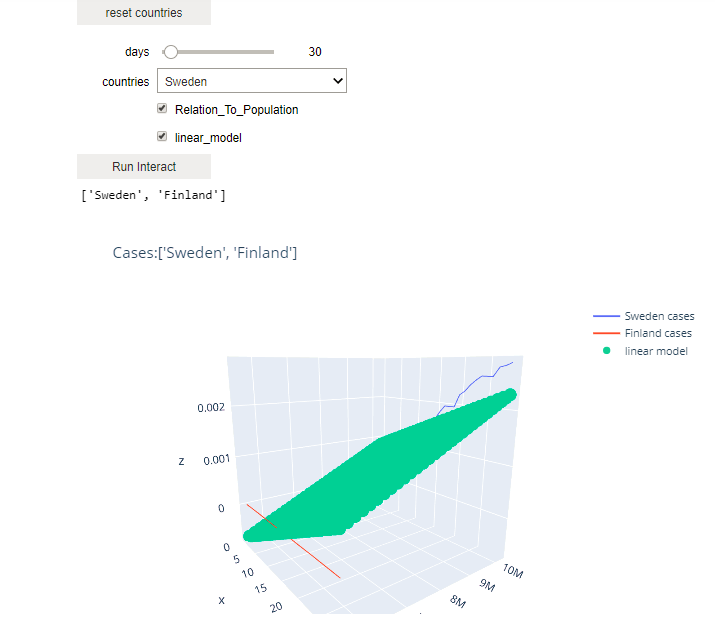 reset countries
days 30
countries Sweden
Relation_To_Population
linear_model
Run Interact
['Sweden', 'Finland']
Cases:['Sweden', 'Finland']
Sweden cases
Finland cases
linear model
0.002
z 0.001
0
0
5
10
15
20
x
10M
9M
8M